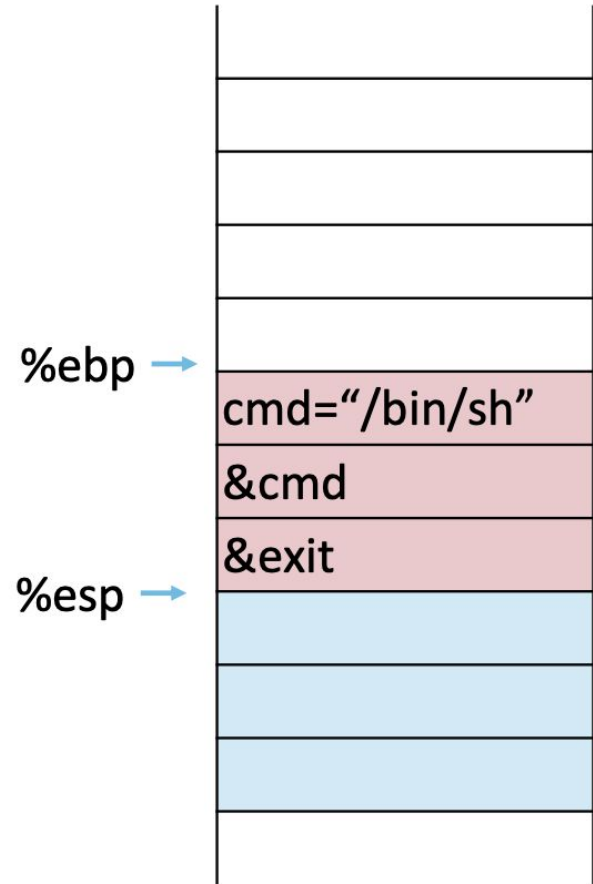 %ebp
cmd=“/bin/sh”
&cmd
&exit
%esp